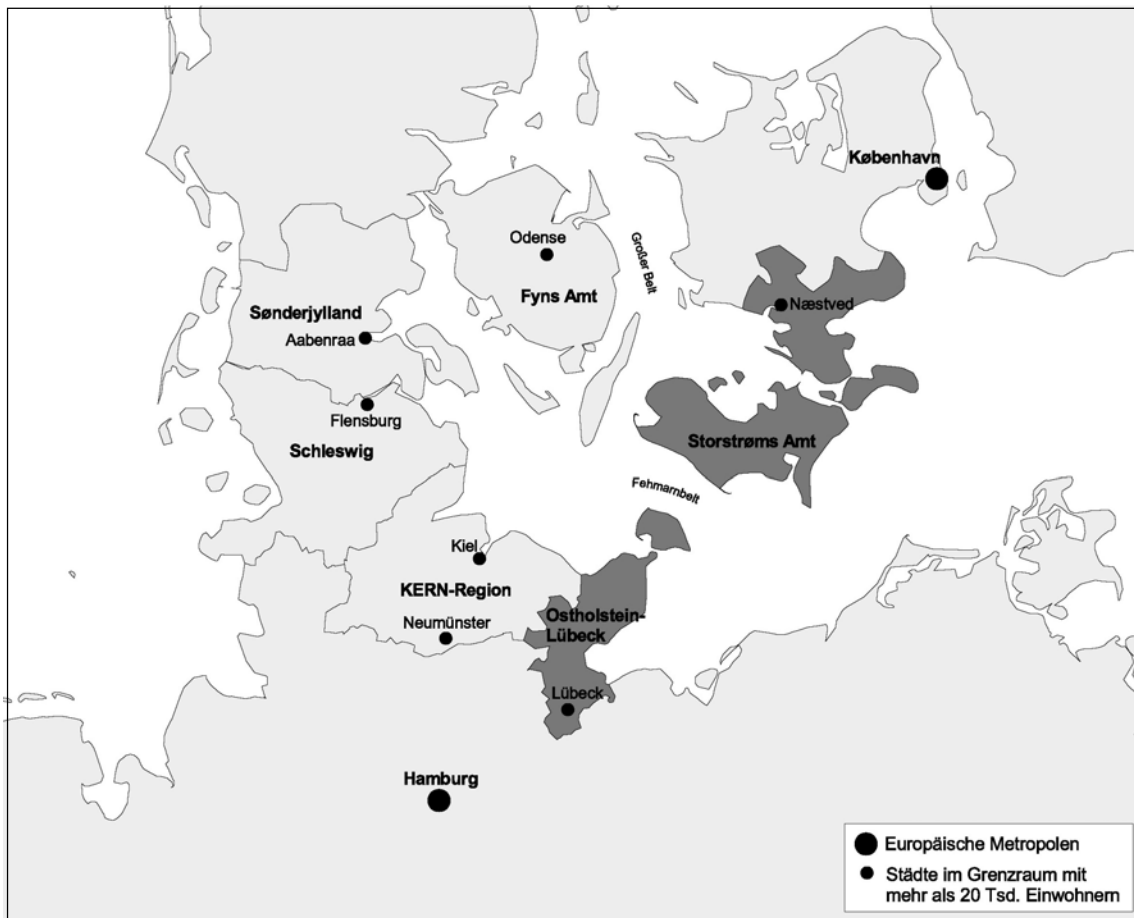 København
Odense
Großer Belt
Fyns Amt
Næstved
Sønderjylland
Aabenraa
Flensburg
Schleswig
Storstrøms Amt
Fehmarnbelt
Kiel
KERN-Region
Neumünster
Ostholstein-
Lübeck
Lübeck
Hamburg
Europäische Metropolen
Städte im Grenzraum mit
mehr als 20 Tsd. Einwohnern